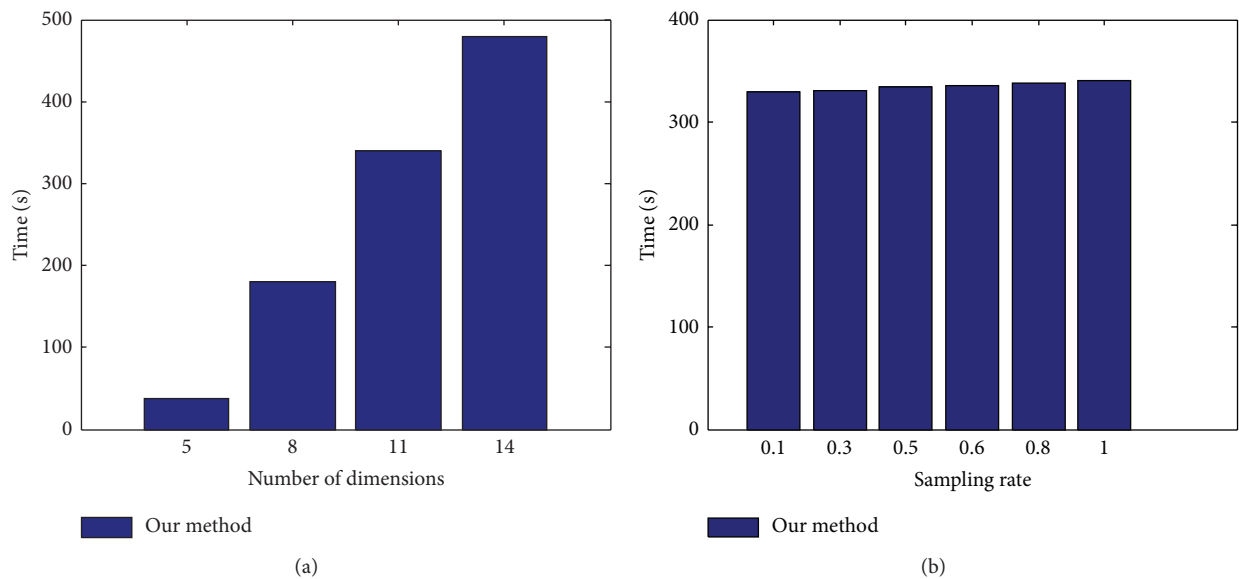 500
400
300
200
100
0
Time (s)
5 8 11 14
Number of dimensions
Our method
(a)
400
300
200
100
0
Time (s)
0.1 0.3 0.5 0.6 0.8 1
Sampling rate
Our method
(b)